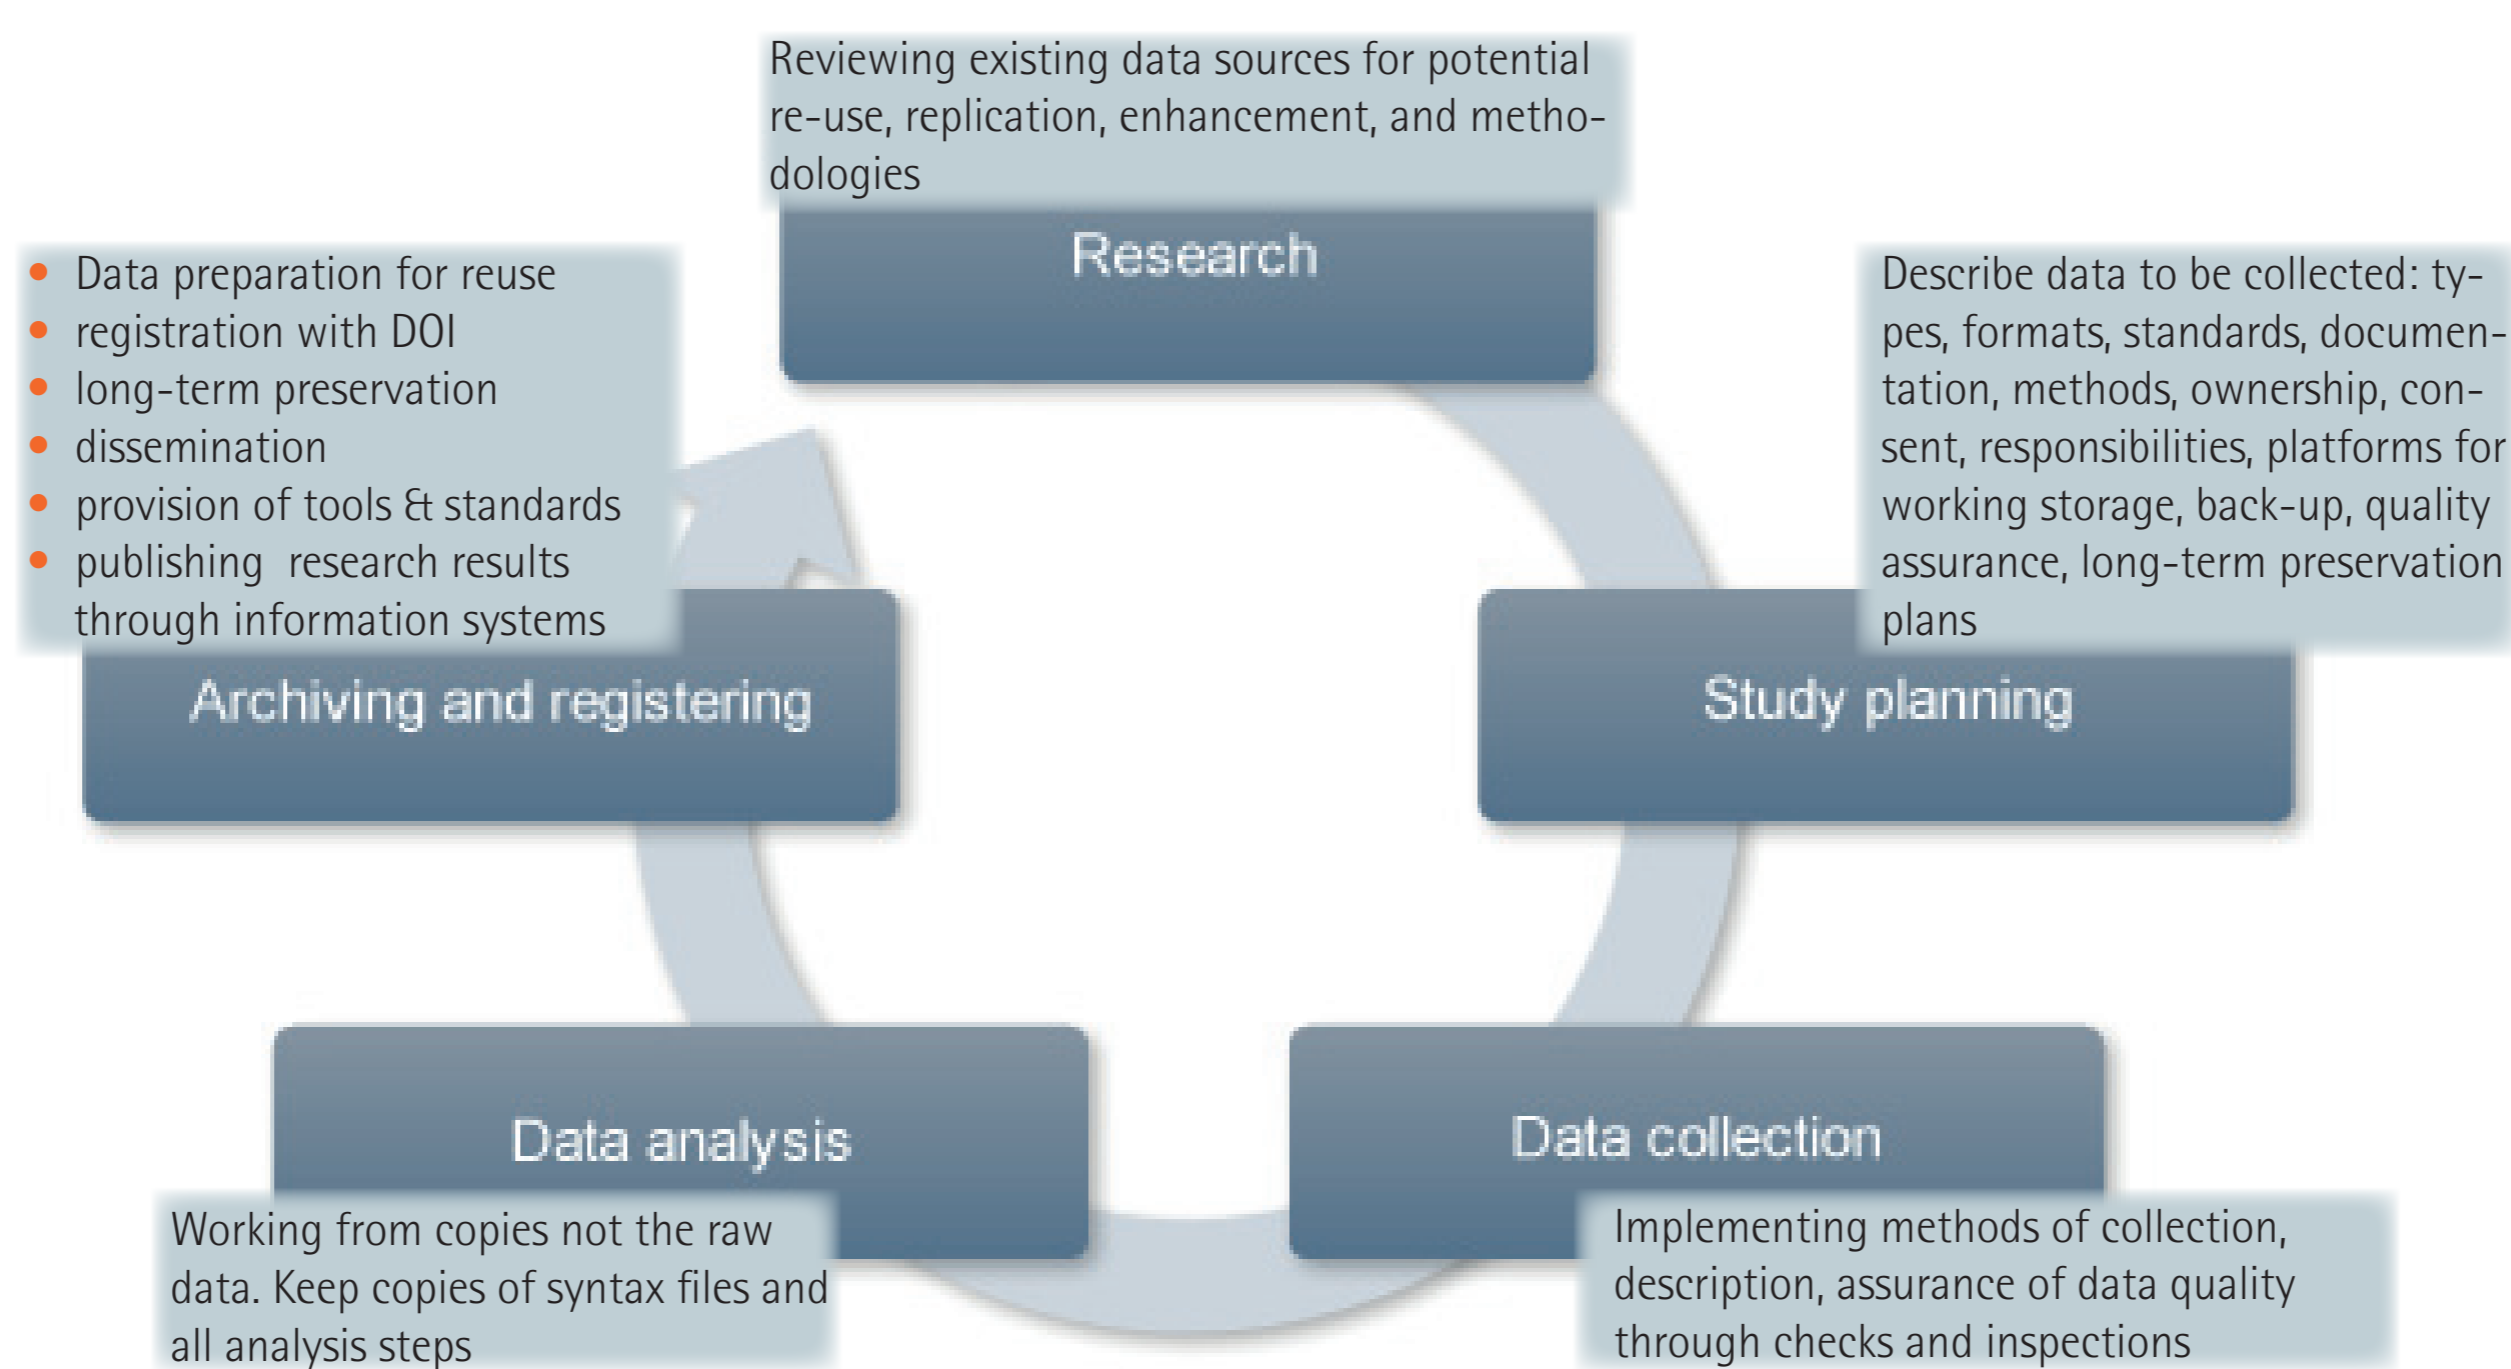 Reviewing existing data sources for potential
re-use, replication, enhancement, and metho-
dologies
Research
Describe data to be collected: ty-
pes, formats, standards, documen-
tation, methods, ownership, con-
sent, responsibilities, platforms for
working storage, back-up, quality
assurance, long-term preservation
plans
Study planning
Data collection
Implementing methods of collection,
description, assurance of data quality
through checks and inspections
Data analysis
Working from copies not the raw
data. Keep copies of syntax files and
all analysis steps
• Data preparation for reuse
• registration with DOI
• long-term preservation
• dissemination
• provision of tools & standards
• publishing research results
through information systems
Archiving and registering